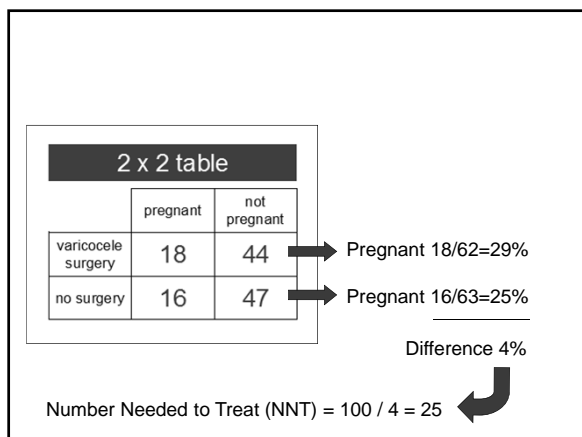 2 x 2 table
pregnant
not
pregnant
varicocele
surgery
18
44
Pregnant 18/62=29%
no surgery
16
47
Pregnant 16/63=25%
Difference 4%
Number Needed to Treat (NNT) = 100 / 4 = 25